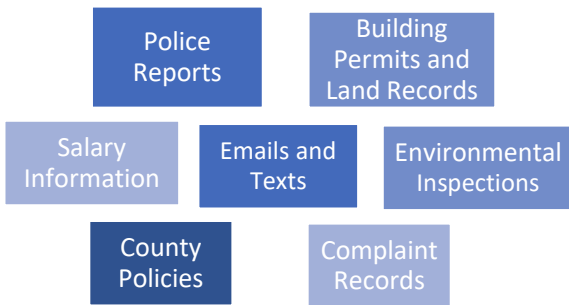 Police
Reports
Building
Permits and
Land Records
Salary
Information
Emails and
Texts
Environmental
Inspections
County
Policies
Complaint
Records